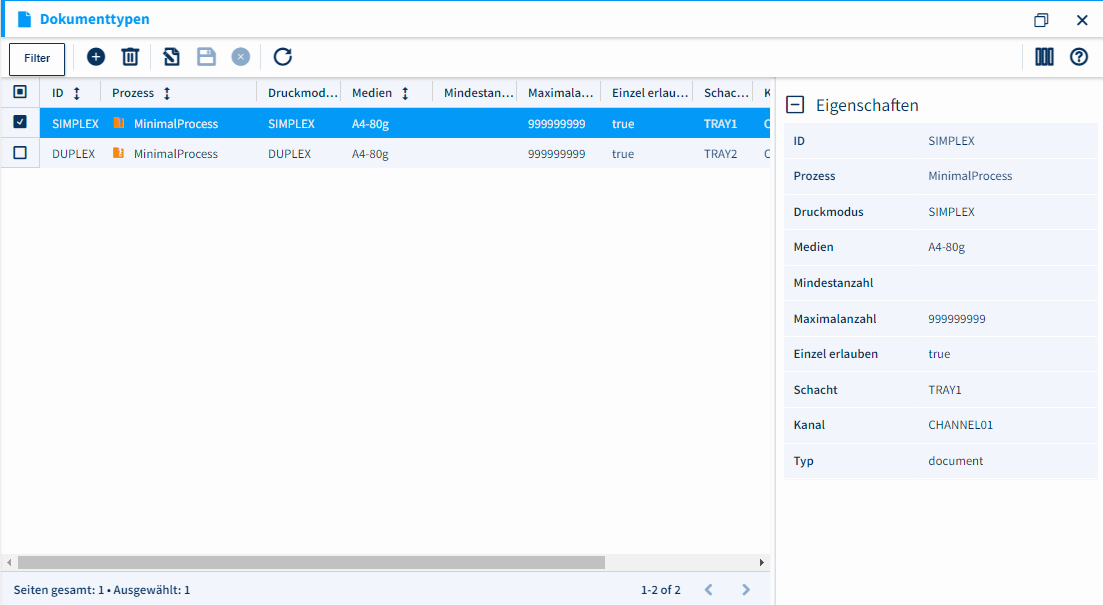 Dokumenttypen
Filter
ID Prozess Druckmod... Medien Mindestan... Maximala... Einzel erlau... Schac... K
SIMPLEX MinimalProcess SIMPLEX A4-80g 999999999 true TRAY1 C
DUPLEX MinimalProcess DUPLEX A4-80g 999999999 true TRAY2 C
Eigenschaften
ID SIMPLEX
Prozess MinimalProcess
Druckmodus SIMPLEX
Medien A4-80g
Mindestanzahl
Maximalanzahl 999999999
Einzel erlauben true
Schacht TRAY1
Kanal CHANNEL01
Typ document
Seiten gesamt: 1 • Ausgewählt: 1 1-2 of 2